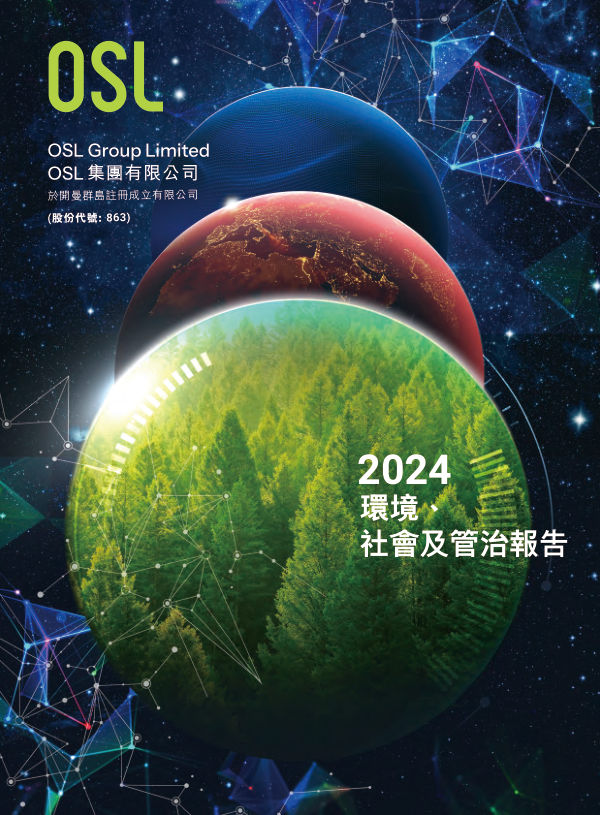 OSL
OSL Group Limited
OSL 集團有限公司
於開曼群島註冊成立有限公司
(股份代號: 863)
2024
環境、
社會及管治報告